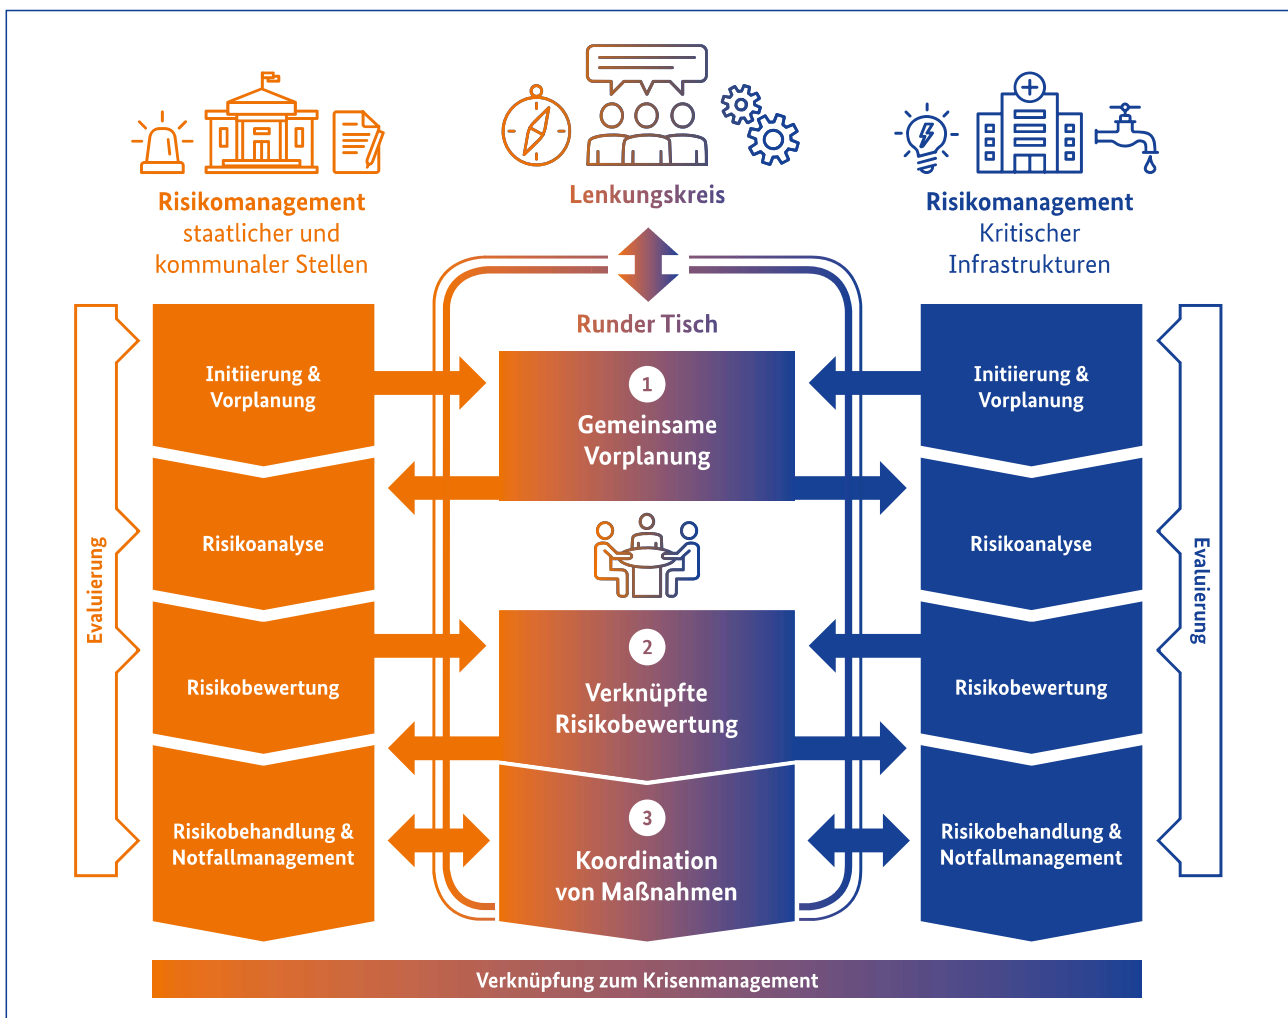 Lenkungskreis
Risikomanagement
staatlicher und
kommunaler Stellen
Risikomanagement
Kritischer
Infrastrukturen
Runder Tisch
Evaluierung
Initiierung &
Vorplanung
Risikoanalyse
Risikobewertung
Risikobehandlung &
Notfallmanagement
1
Gemeinsame
Vorplanung
2
Verknüpfte
Risikobewertung
3
Koordination
von Maßnahmen
Initiierung &
Vorplanung
Risikoanalyse
Risikobewertung
Risikobehandlung &
Notfallmanagement
Evaluierung
Verknüpfung zum Krisenmanagement